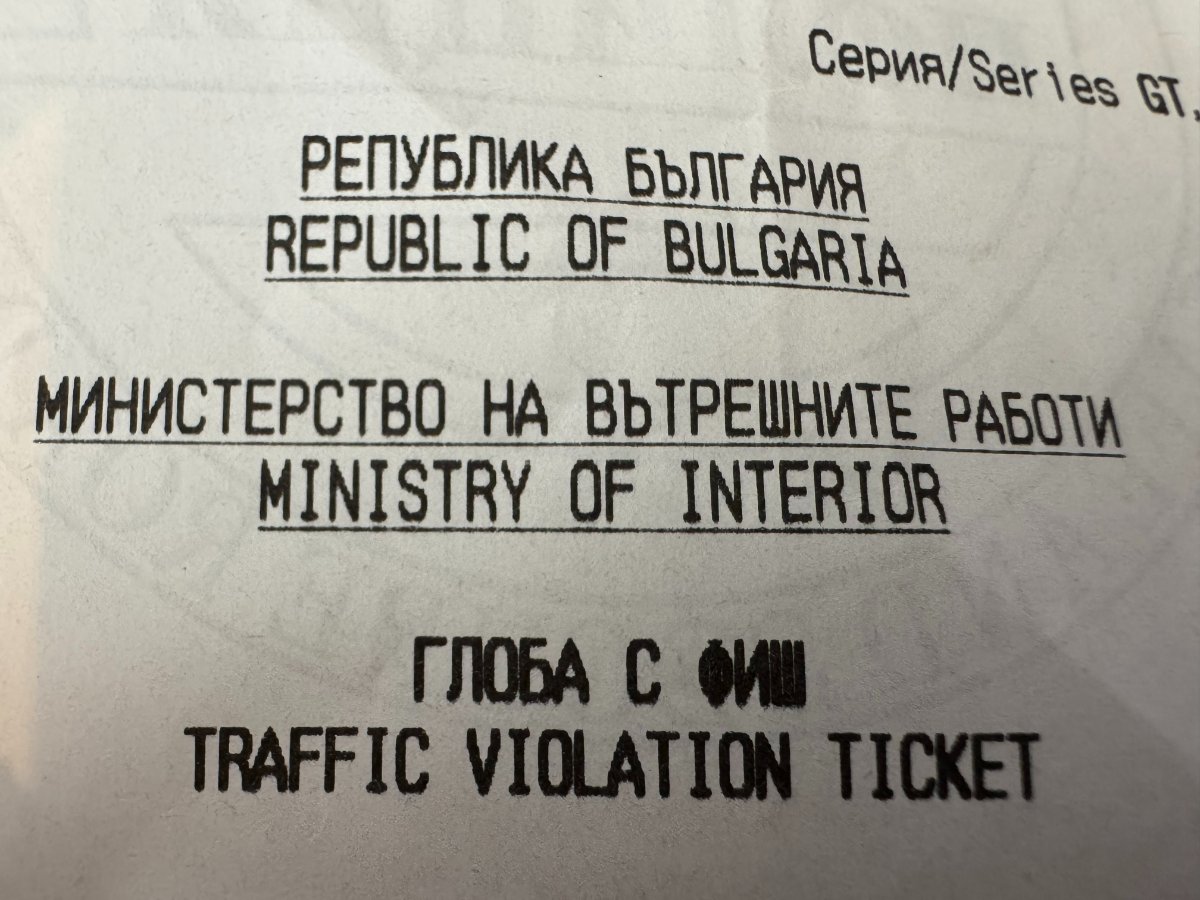 Серия/Series GT,
РЕПУБЛИКА БЪЛГАРИЯ
REPUBLIC OF BULGARIA
МИНИСТЕРСТВО НА ВЪТРЕШНИТЕ РАБОТИ
MINISTRY OF INTERIOR
ГЛОБА С ФИШ
TRAFFIC VIOLATION TICKET